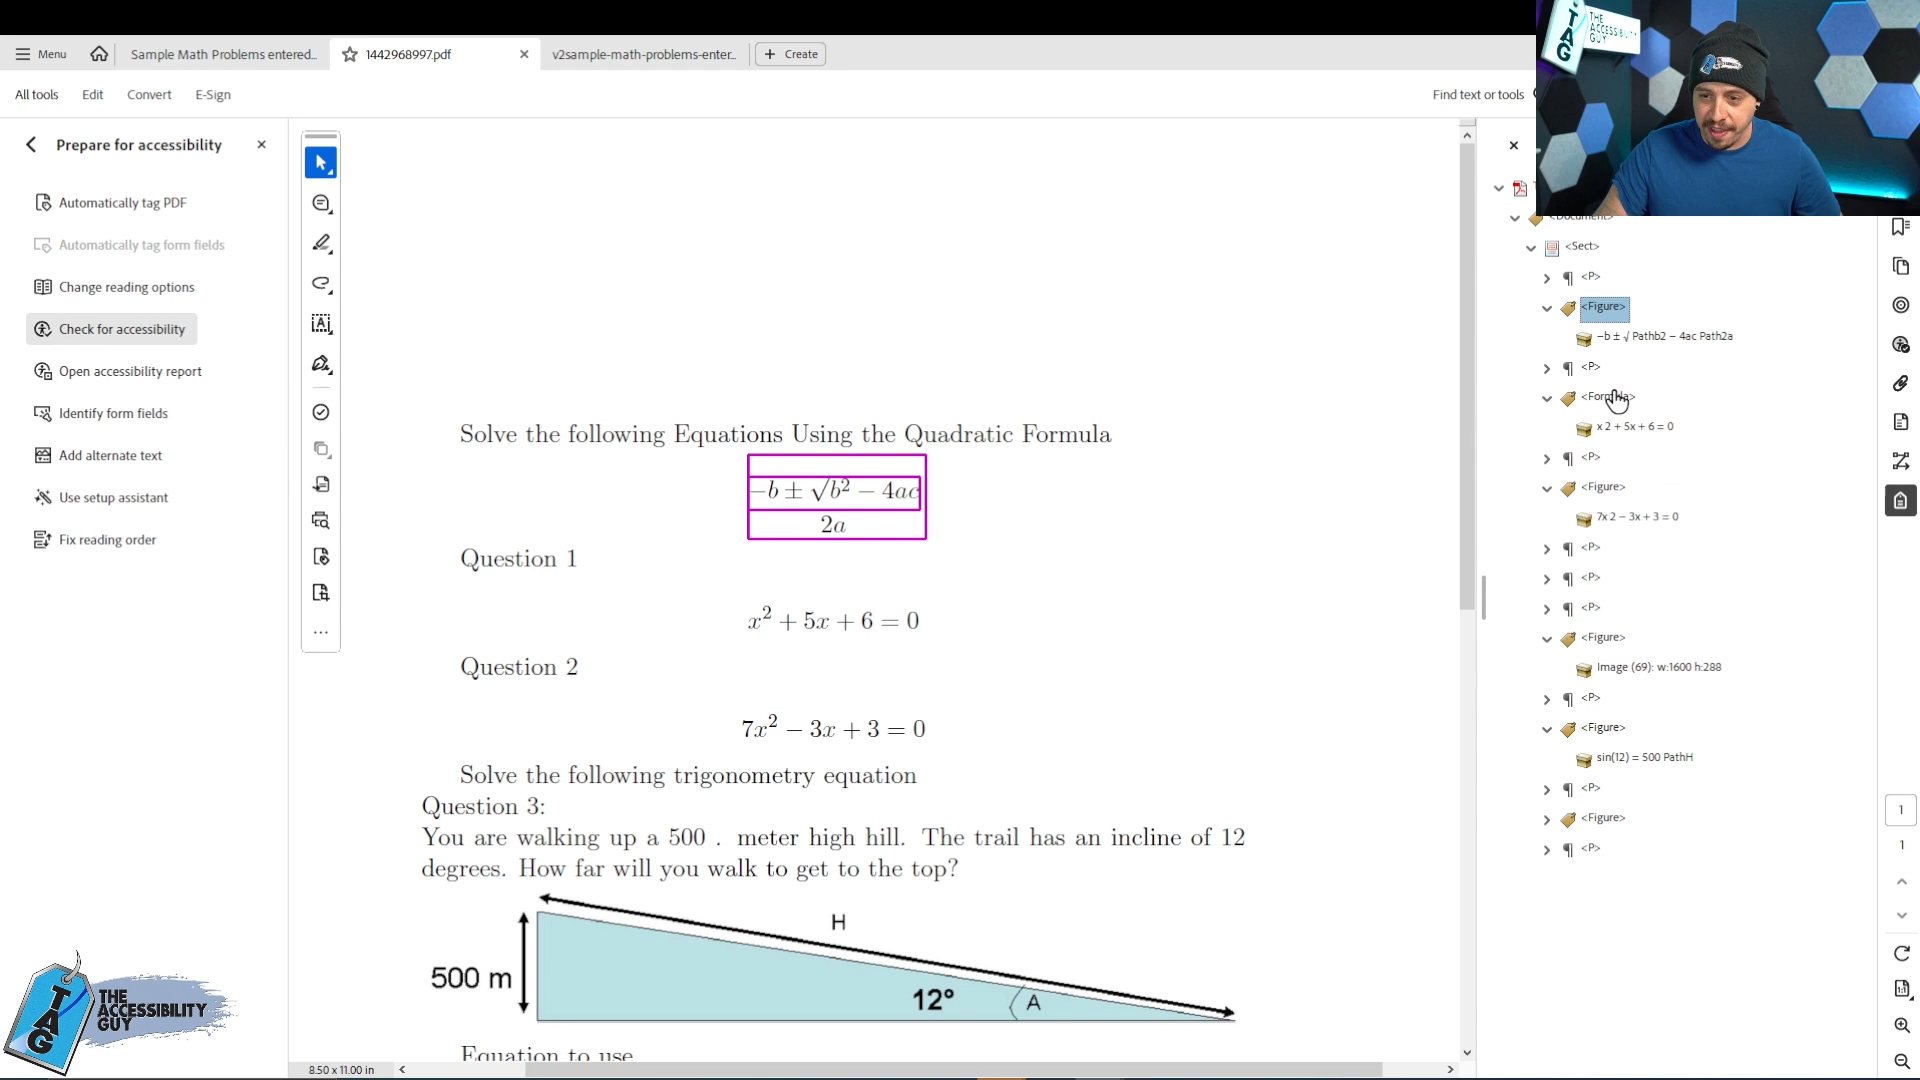 Menu
Sample Math Problems entered...
1442968997.pdf
v2sample-math-problems-enter...
+ Create
All tools
Edit
Convert
E-Sign
Find text or tools
Prepare for accessibility
Automatically tag PDF
Automatically tag form fields
Change reading options
Check for accessibility
Open accessibility report
Identify form fields
Add alternate text
Use setup assistant
Fix reading order
Solve the following Equations Using the Quadratic Formula
−b ± √b² − 4ac
2a
Question 1
x² + 5x + 6 = 0
Question 2
7x² − 3x + 3 = 0
Solve the following trigonometry equation
Question 3:
You are walking up a 500 . meter high hill. The trail has an incline of 12
degrees. How far will you walk to get to the top?
H
500 m
12°
A
Equation to use
8.50 x 11.00 in
<Document>
<Sect>
<P>
<Figure>
−b ± √ Pathb2 − 4ac Path2a
<P>
<Formula>
x 2 + 5x + 6 = 0
<P>
<Figure>
7x 2 − 3x + 3 = 0
<P>
<P>
<P>
<Figure>
Image (69): w:1600 h:288
<P>
<Figure>
sin(12) = 500 PathH
<P>
<Figure>
<P>
1
1
TAG
THE
ACCESSIBILITY
GUY
TAG
THE
ACCESSIBILITY
GUY